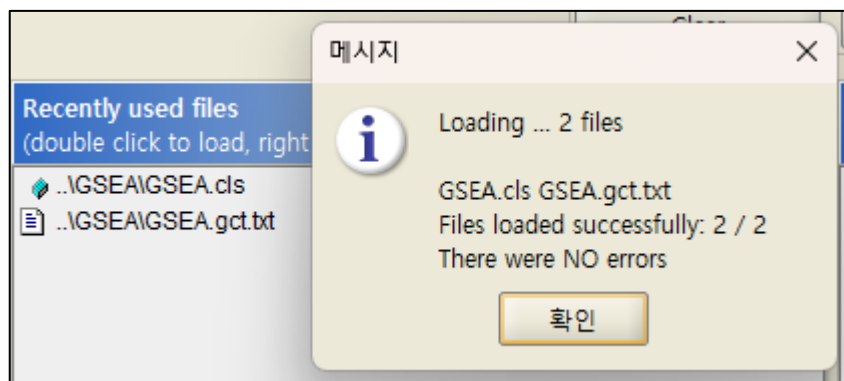 메시지
Recently used files
(double click to load, right
..\GSEA\GSEA.cls
..\GSEA\GSEA.gct.txt
Loading ... 2 files
GSEA.cls GSEA.gct.txt
Files loaded successfully: 2 / 2
There were NO errors
확인